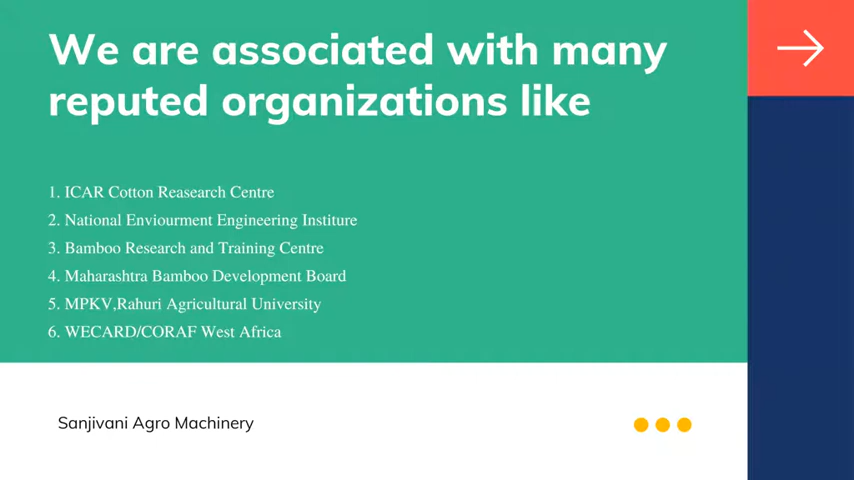 We are associated with many
reputed organizations like
1. ICAR Cotton Reasearch Centre
2. National Enviourment Engineering Institure
3. Bamboo Research and Training Centre
4. Maharashtra Bamboo Development Board
5. MPKV,Rahuri Agricultural University
6. WECARD/CORAF West Africa
Sanjivani Agro Machinery